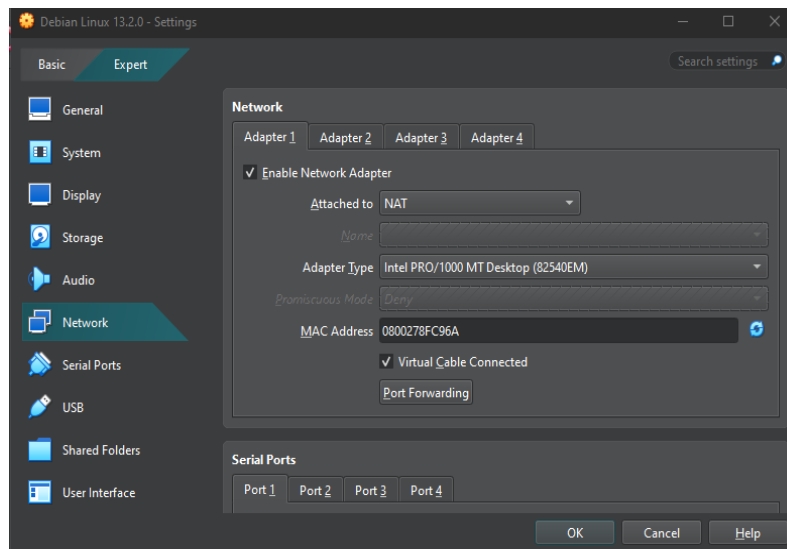 Debian Linux 13.2.0 - Settings
Basic Expert Search settings
General
System
Display
Storage
Audio
Network
Serial Ports
USB
Shared Folders
User Interface
Network
Adapter 1 Adapter 2 Adapter 3 Adapter 4
Enable Network Adapter
Attached to NAT
Name
Adapter Type Intel PRO/1000 MT Desktop (82540EM)
Promiscuous Mode Deny
MAC Address 0800278FC96A
Virtual Cable Connected
Port Forwarding
Serial Ports
Port 1 Port 2 Port 3 Port 4
OK Cancel Help